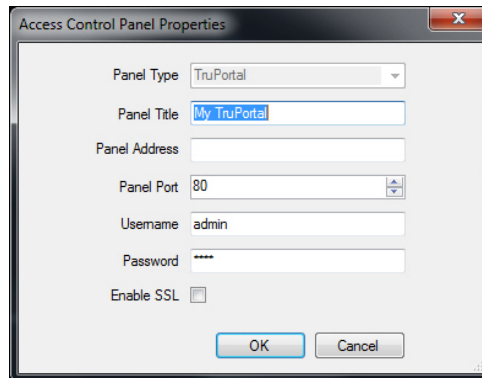 Access Control Panel Properties
Panel Type TruPortal
Panel Title My TruPortal
Panel Address
Panel Port 80
Username admin
Password ****
Enable SSL
OK Cancel